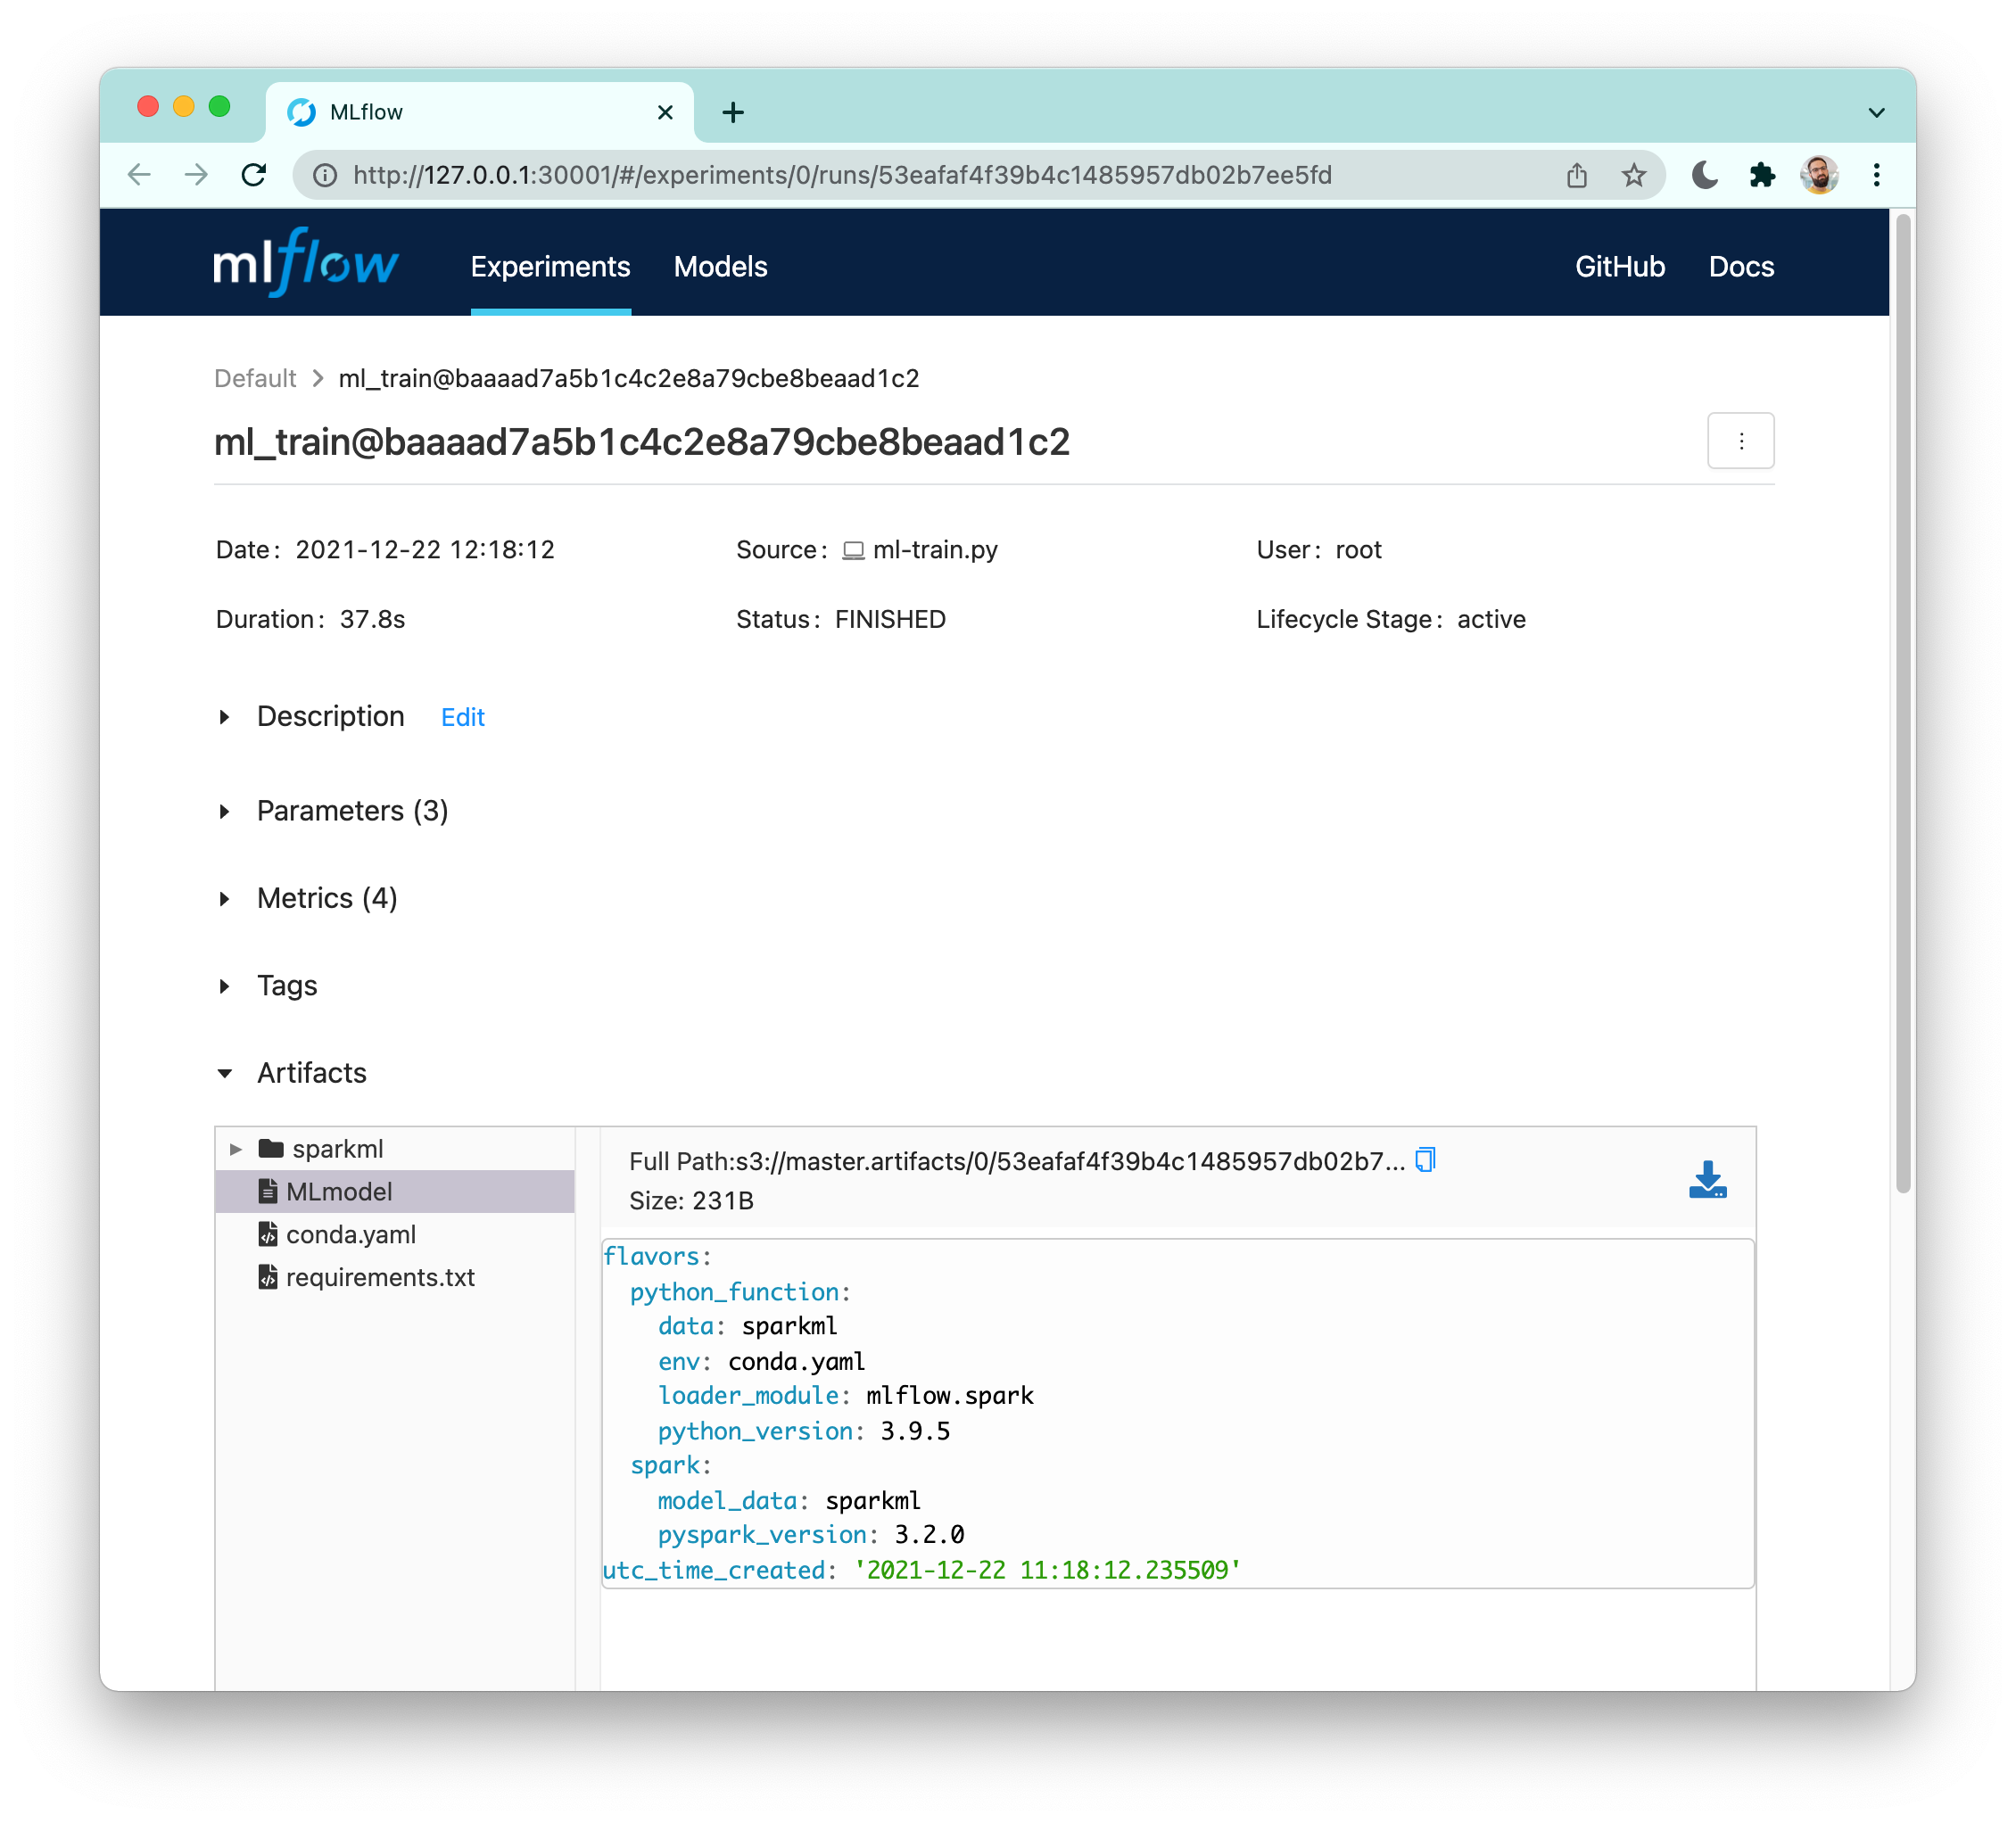 MLflow
http://127.0.0.1:30001/#/experiments/0/runs/53eafaf4f39b4c1485957db02b7ee5fd
mlflow Experiments Models GitHub Docs
Default > ml_train@baaaad7a5b1c4c2e8a79cbe8beaad1c2
ml_train@baaaad7a5b1c4c2e8a79cbe8beaad1c2
Date: 2021-12-22 12:18:12 Source: ml-train.py User: root
Duration: 37.8s Status: FINISHED Lifecycle Stage: active
Description Edit
Parameters (3)
Metrics (4)
Tags
Artifacts
sparkml
MLmodel
conda.yaml
requirements.txt
Full Path:s3://master.artifacts/0/53eafaf4f39b4c1485957db02b7...
Size: 231B
flavors:
  python_function:
    data: sparkml
    env: conda.yaml
    loader_module: mlflow.spark
    python_version: 3.9.5
  spark:
    model_data: sparkml
    pyspark_version: 3.2.0
utc_time_created: '2021-12-22 11:18:12.235509'